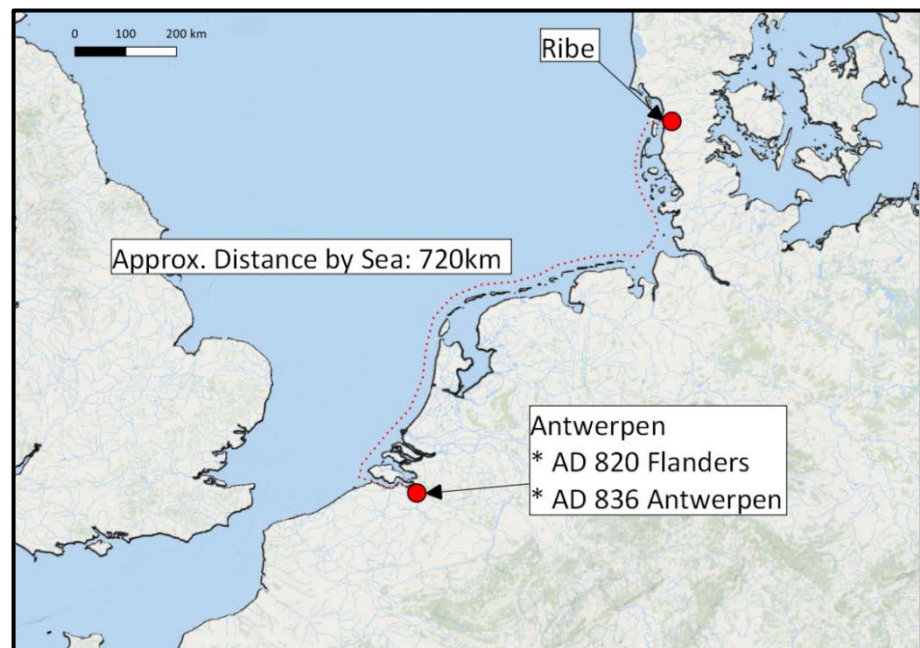 0 100 200 km
Ribe
Approx. Distance by Sea: 720km
Antwerpen
* AD 820 Flanders
* AD 836 Antwerpen